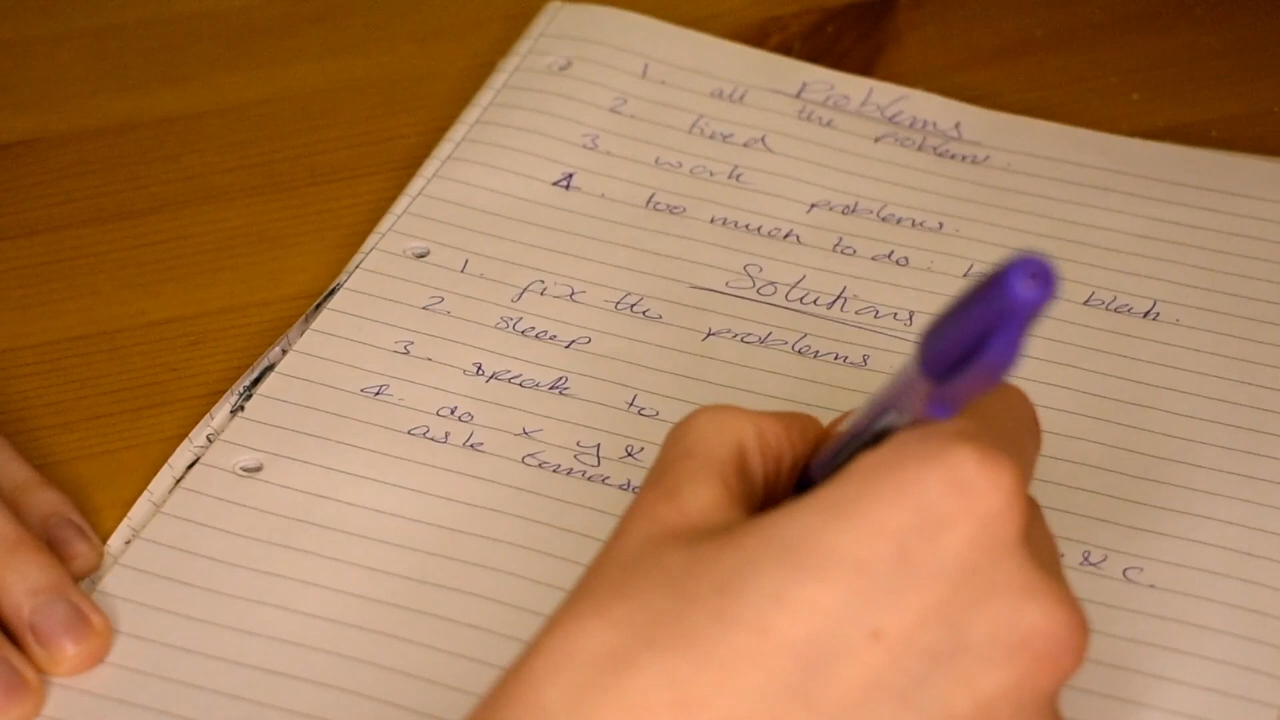 Problems
1. all the problems.
2. tired
3. work problems.
4. too much to do: blah.
Solutions
1. fix the problems
2. sleep
3. speak to
4. do x y &
ask
. & c.